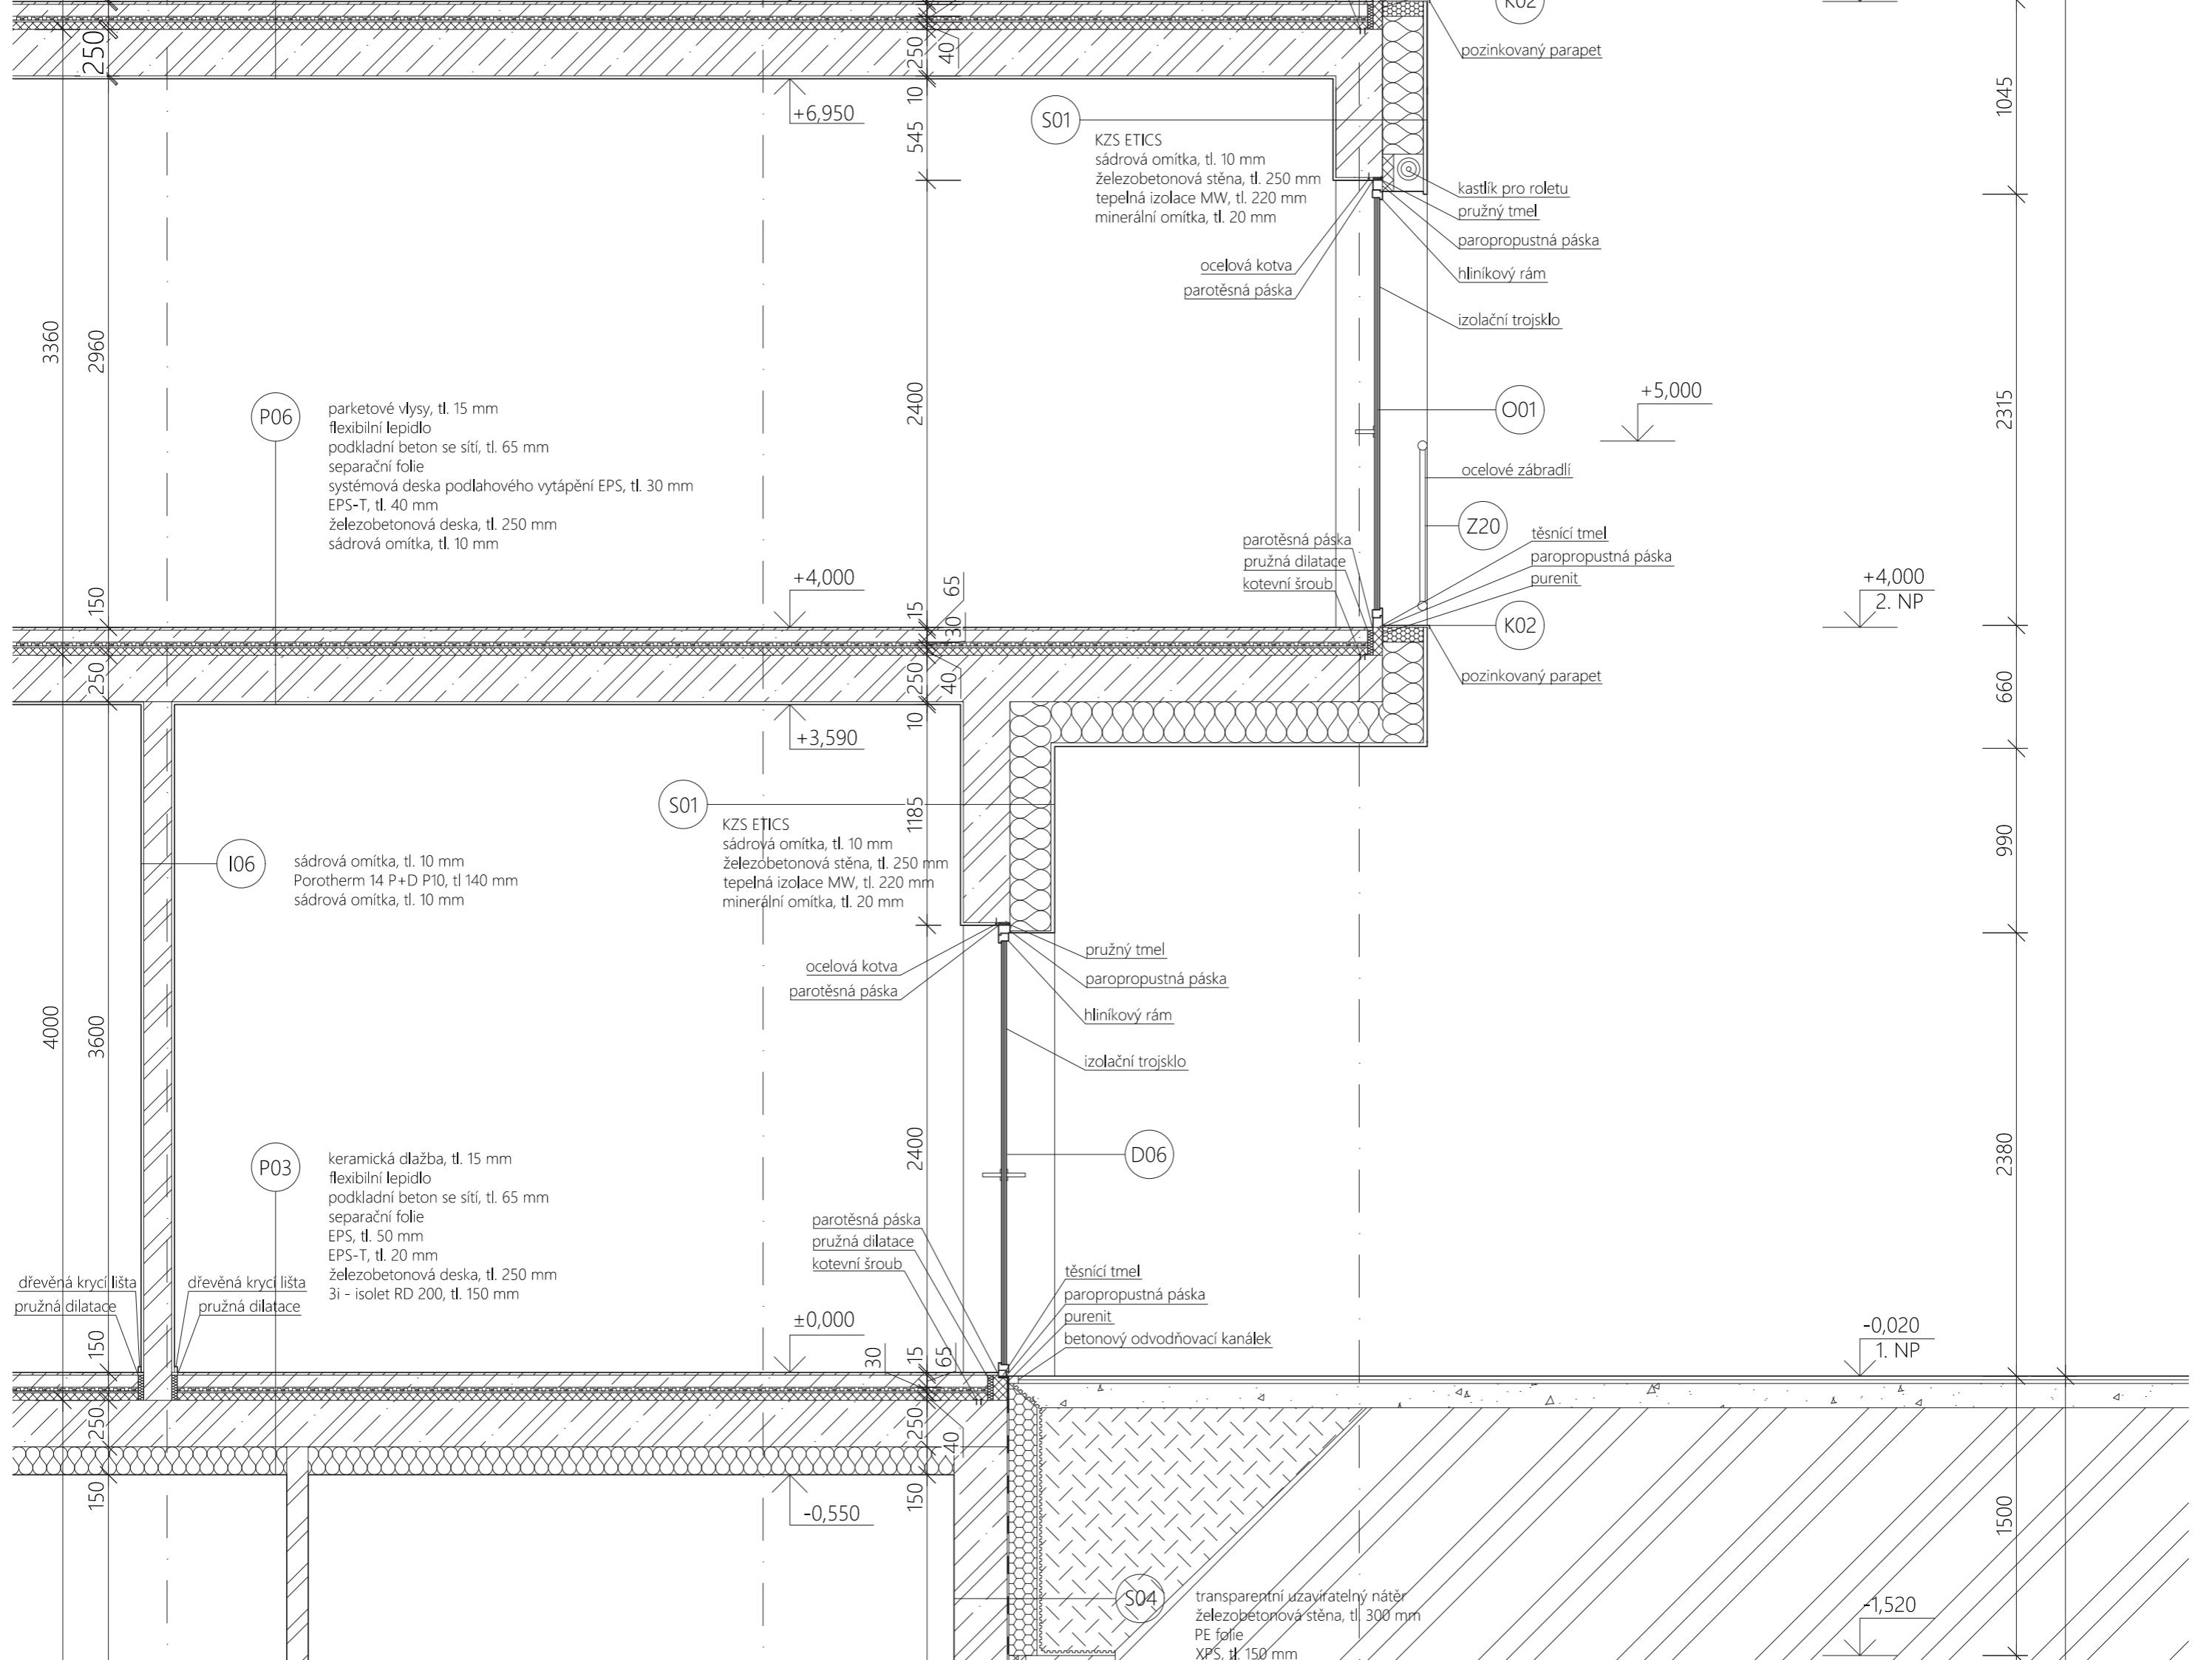 K02
pozinkovaný parapet
250
250
40
10
545
1045
+6,950
S01
KZS ETICS
sádrová omítka, tl. 10 mm
železobetonová stěna, tl. 250 mm
tepelná izolace MW, tl. 220 mm
minerální omítka, tl. 20 mm
kastlík pro roletu
pružný tmel
paropropustná páska
hliníkový rám
izolační trojsklo
ocelová kotva
parotěsná páska
3360
2960
2400
2315
+5,000
O01
P06
parketové vlysy, tl. 15 mm
flexibilní lepidlo
podkladní beton se sítí, tl. 65 mm
separační folie
systémová deska podlahového vytápění EPS, tl. 30 mm
EPS-T, tl. 40 mm
železobetonová deska, tl. 250 mm
sádrová omítka, tl. 10 mm
ocelové zábradlí
Z20
parotěsná páska
pružná dilatace
kotevní šroub
těsnící tmel
paropropustná páska
purenit
150
+4,000
15
65
30
+4,000
2. NP
K02
pozinkovaný parapet
250
250
40
10
660
+3,590
S01
KZS ETICS
sádrová omítka, tl. 10 mm
železobetonová stěna, tl. 250 mm
tepelná izolace MW, tl. 220 mm
minerální omítka, tl. 20 mm
1185
990
I06
sádrová omítka, tl. 10 mm
Porotherm 14 P+D P10, tl 140 mm
sádrová omítka, tl. 10 mm
ocelová kotva
parotěsná páska
pružný tmel
paropropustná páska
hliníkový rám
izolační trojsklo
4000
3600
2400
2380
D06
P03
keramická dlažba, tl. 15 mm
flexibilní lepidlo
podkladní beton se sítí, tl. 65 mm
separační folie
EPS, tl. 50 mm
EPS-T, tl. 20 mm
železobetonová deska, tl. 250 mm
3i - isolet RD 200, tl. 150 mm
parotěsná páska
pružná dilatace
kotevní šroub
těsnící tmel
paropropustná páska
purenit
betonový odvodňovací kanálek
dřevěná krycí lišta
pružná dilatace
dřevěná krycí lišta
pružná dilatace
150
±0,000
30
15
65
-0,020
1. NP
250
250
40
150
150
-0,550
1500
S04
transparentní uzavíratelný nátěr
železobetonová stěna, tl. 300 mm
PE folie
XPS, tl. 150 mm
-1,520